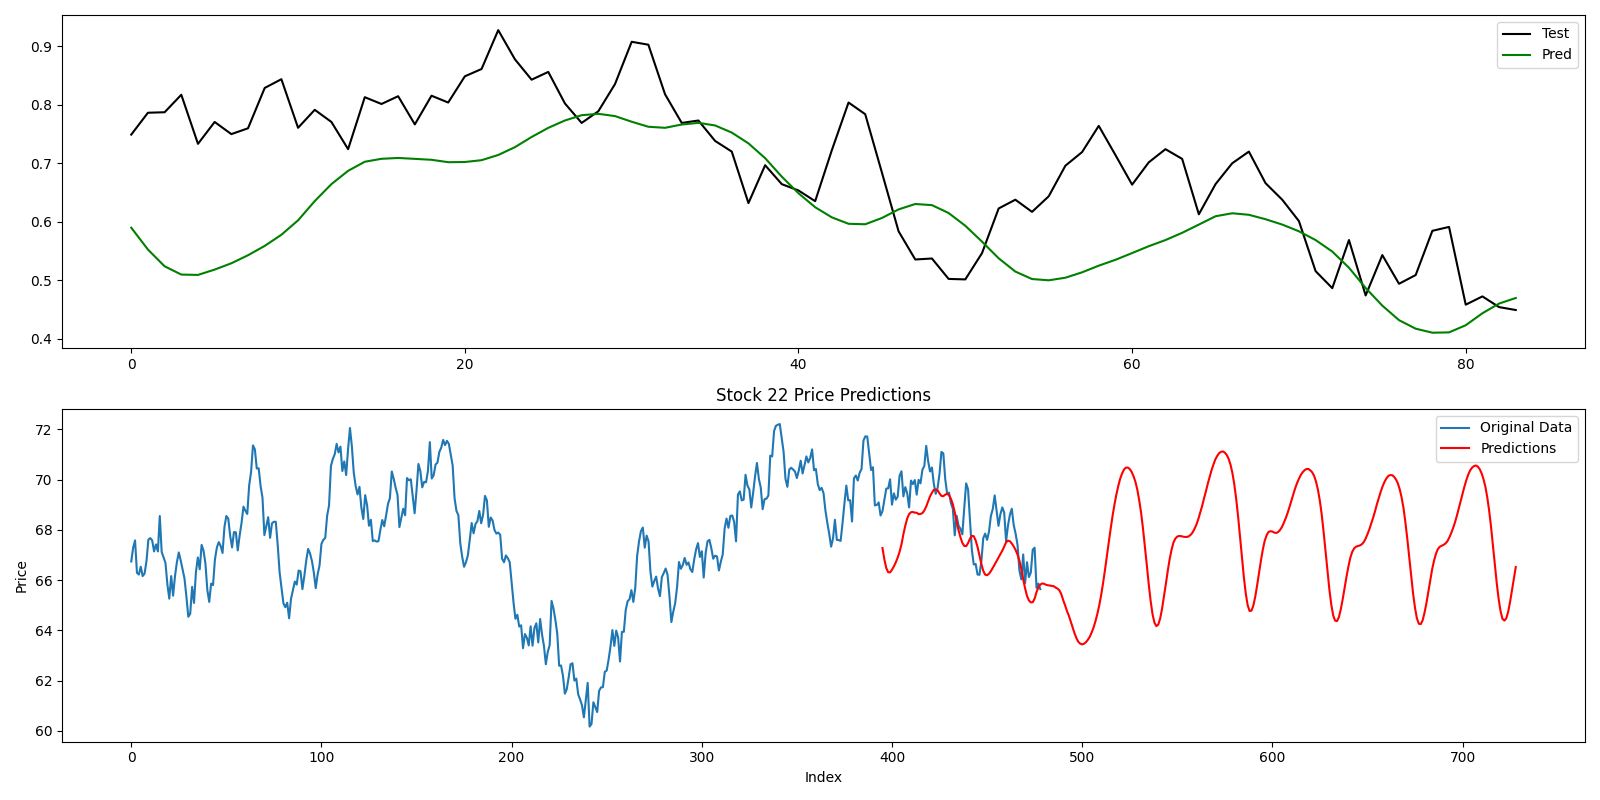 0.9
0.8
0.7
0.6
0.5
0.4
Test
Pred
0 20 40 60 80
Stock 22 Price Predictions
72
70
68
66
64
62
60
Price
Original Data
Predictions
0 100 200 300 400 500 600 700
Index